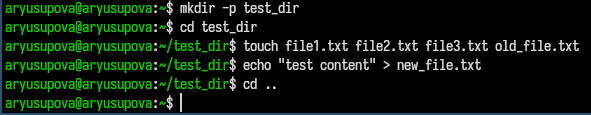 aryusupova@aryusupova:~$ mkdir -p test_dir
aryusupova@aryusupova:~$ cd test_dir
aryusupova@aryusupova:~/test_dir$ touch file1.txt file2.txt file3.txt old_file.txt
aryusupova@aryusupova:~/test_dir$ echo "test content" > new_file.txt
aryusupova@aryusupova:~/test_dir$ cd ..
aryusupova@aryusupova:~$